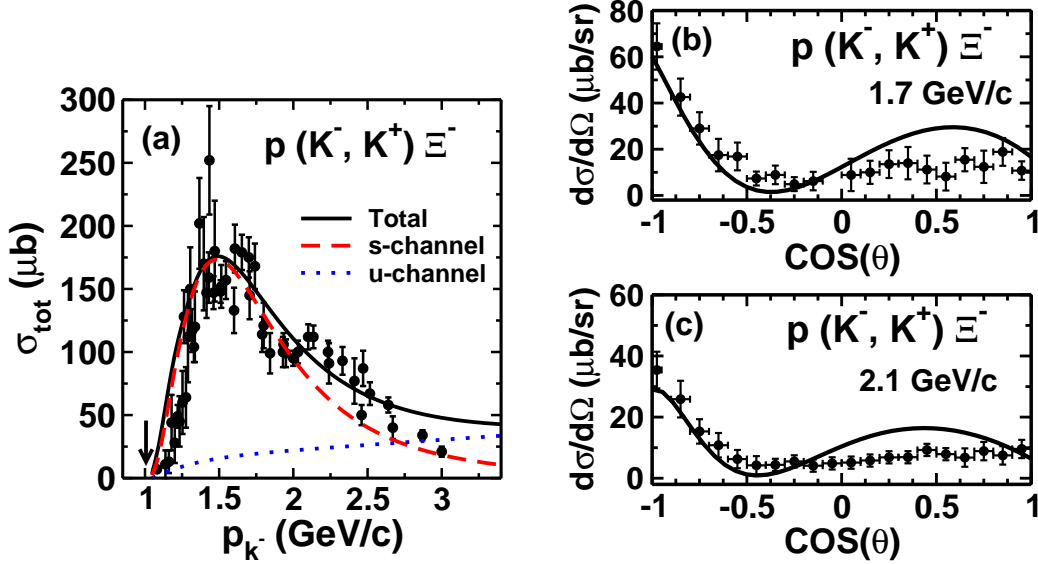 (a)
p (K-, K+) Ξ-
300
250
200
150
100
50
0
σtot (μb)
Total
s-channel
u-channel
1
1.5
2
2.5
3
pk- (GeV/c)
(b)
p (K-, K+) Ξ-
1.7 GeV/c
80
60
40
20
0
dσ/dΩ (μb/sr)
-1
-0.5
0
0.5
1
COS(θ)
(c)
p (K-, K+) Ξ-
2.1 GeV/c
60
40
20
0
dσ/dΩ (μb/sr)
-1
-0.5
0
0.5
1
COS(θ)